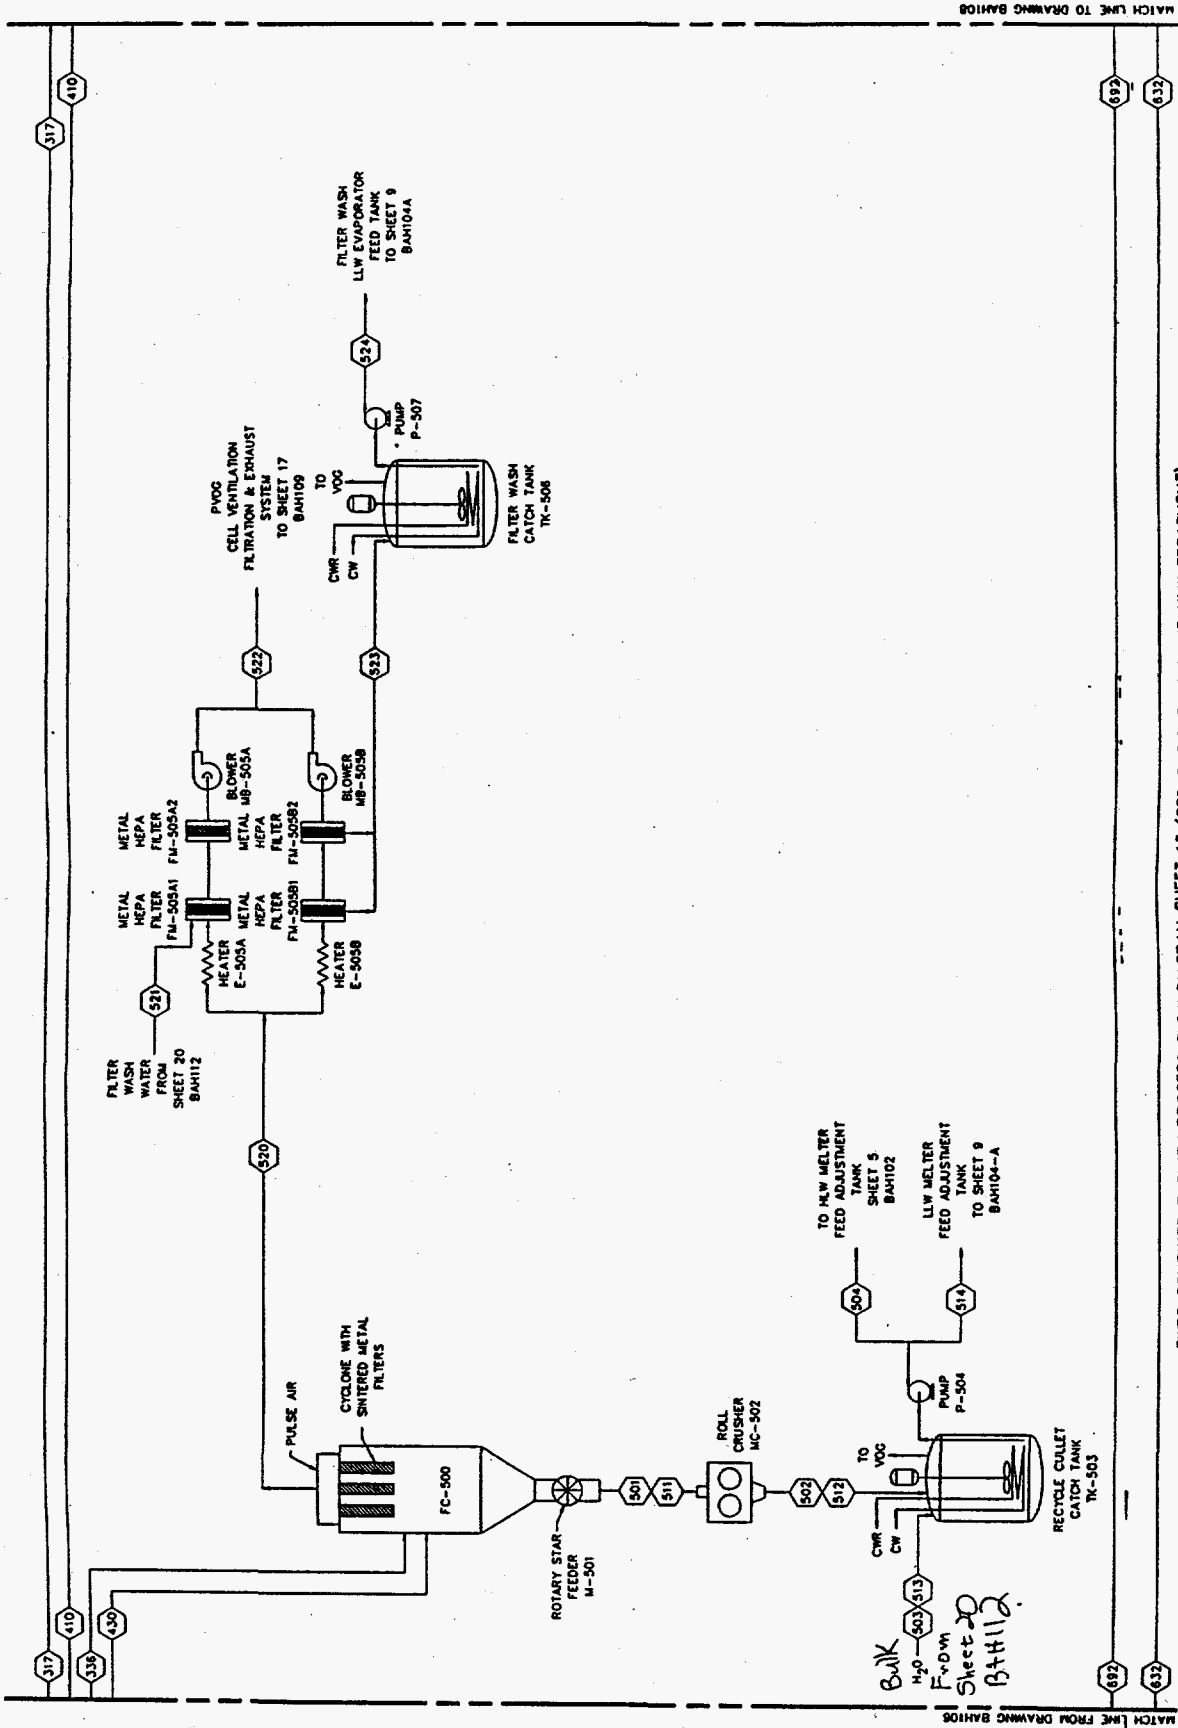 MATCH LINE TO DRAWING BAH108
317
410
692
632
FILTER WASH
LLW EVAPORATOR
FEED TANK
TO SHEET 9
BAH104A
524
PUMP
P-507
PVOG
CELL VENTILATION
FILTRATION & EXHAUST
SYSTEM
TO SHEET 17
BAH109
TO
VOG
CWR
CW
FILTER WASH
CATCH TANK
TK-506
522
523
BLOWER
MB-505A
BLOWER
MB-505B
METAL
HEPA
FILTER
FM-505A2
METAL
HEPA
FILTER
FM-505B2
METAL
HEPA
FILTER
FM-505A1
METAL
HEPA
FILTER
FM-505B1
HEATER
E-505A
HEATER
E-505B
521
FILTER
WASH
WATER
FROM
SHEET 20
BAH112
520
TO HLW MELTER
FEED ADJUSTMENT
TANK
SHEET 5
BAH102
LLW MELTER
FEED ADJUSTMENT
TANK
TO SHEET 9
BAH104-A
504
514
PUMP
P-504
PULSE AIR
CYCLONE WITH
SINTERED METAL
FILTERS
FC-500
ROTARY STAR
FEEDER
M-501
501
511
ROLL
CRUSHER
MC-502
502
512
TO
VOG
CWR
CW
RECYCLE CULLET
CATCH TANK
TK-503
503
513
Bulk
H₂O
From
Sheet 20
BAH112
317
410
336
430
692
632
MATCH LINE FROM DRAWING BAH106